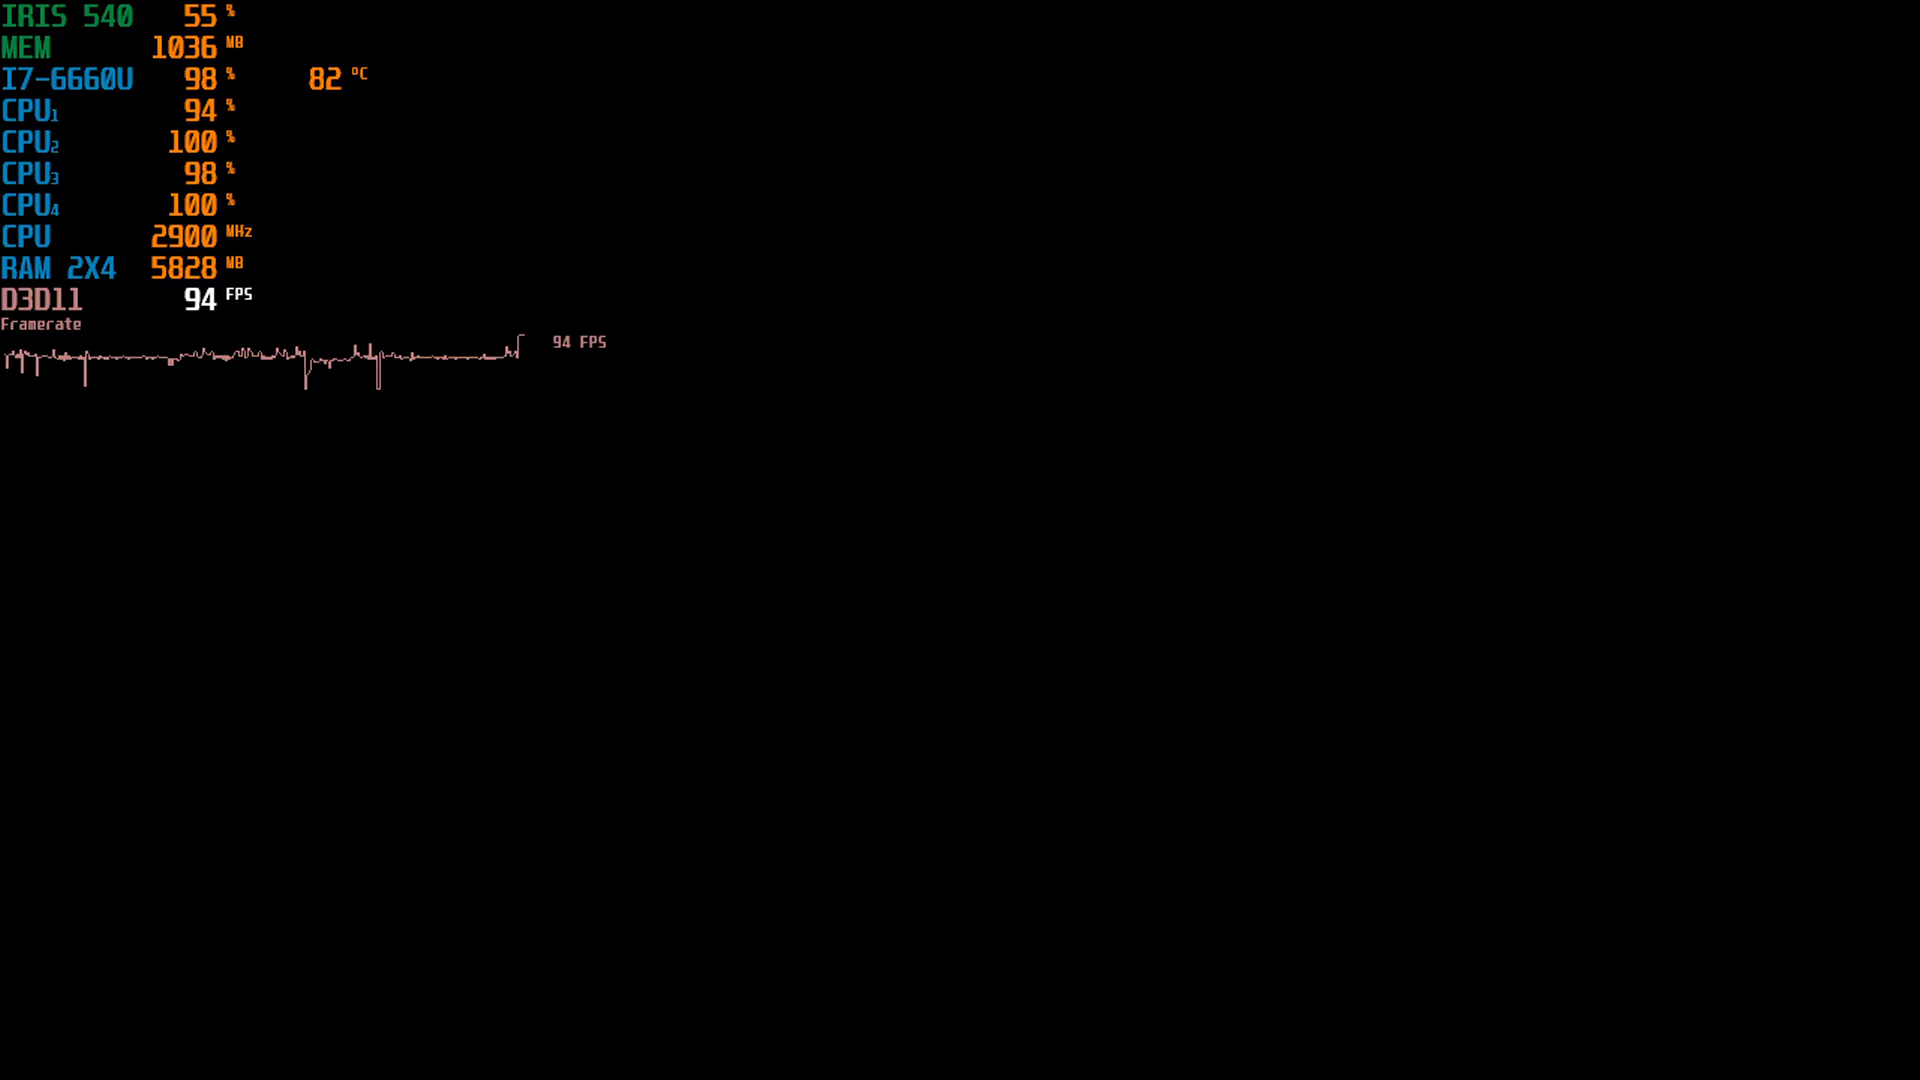 IRIS 540 55 %
MEM 1036 MB
I7-6660U 98 % 82 °C
CPU1 94 %
CPU2 100 %
CPU3 98 %
CPU4 100 %
CPU 2900 MHz
RAM 2X4 5828 MB
D3D11 94 FPS
Framerate
94 FPS